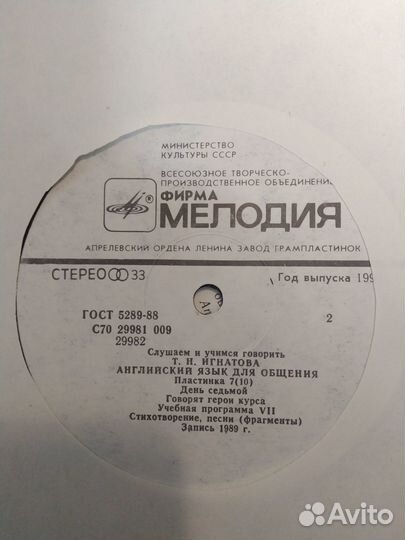 МИНИСТЕРСТВО
КУЛЬТУРЫ СССР
ВСЕСОЮЗНОЕ ТВОРЧЕСКО-
ПРОИЗВОДСТВЕННОЕ ОБЪЕДИНЕНИЕ
® ФИРМА
МЕЛОДИЯ
АПРЕЛЕВСКИЙ ОРДЕНА ЛЕНИНА ЗАВОД ГРАМПЛАСТИНОК
СТЕРЕО 33
Год выпуска 199
ГОСТ 5289-88
2
С70 29981 009
29982
Слушаем и учимся говорить
Т. Н. ИГНАТОВА
АНГЛИЙСКИЙ ЯЗЫК ДЛЯ ОБЩЕНИЯ
Пластинка 7(10)
День седьмой
Говорят герои курса
Учебная программа VII
Стихотворение, песни (фрагменты)
Запись 1989 г.
Avito